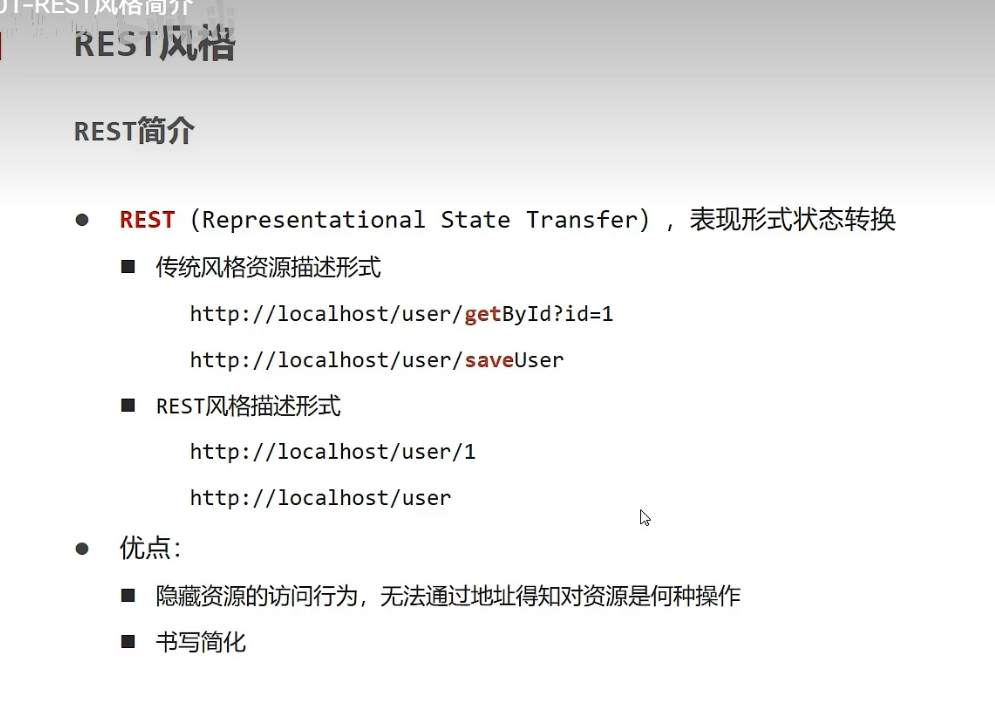 REST风格简介
REST风格
REST简介
REST（Representational State Transfer），表现形式状态转换
传统风格资源描述形式
http://localhost/user/getById?id=1
http://localhost/user/saveUser
REST风格描述形式
http://localhost/user/1
http://localhost/user
优点：
隐藏资源的访问行为，无法通过地址得知对资源是何种操作
书写简化